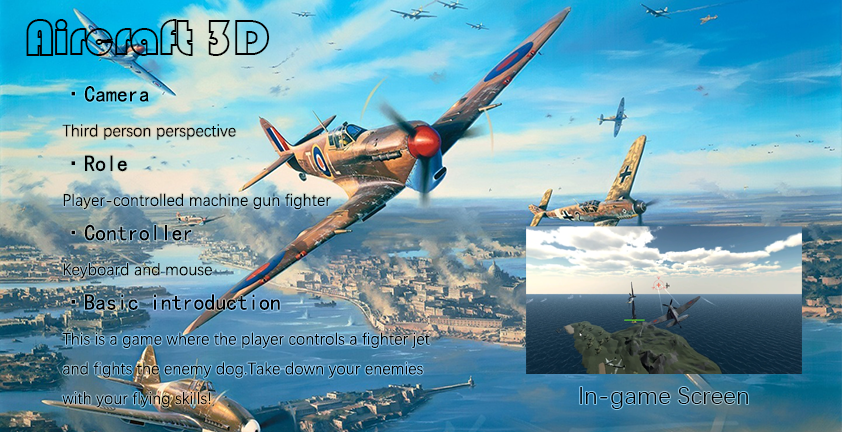 Aircraft 3D
・Camera
Third person perspective
・Role
Player-controlled machine gun fighter
・Controller
Keyboard and mouse
・Basic introduction
This is a game where the player controls a fighter jet
and fights the enemy dog.Take down your enemies
with your flying skills!
In-game Screen